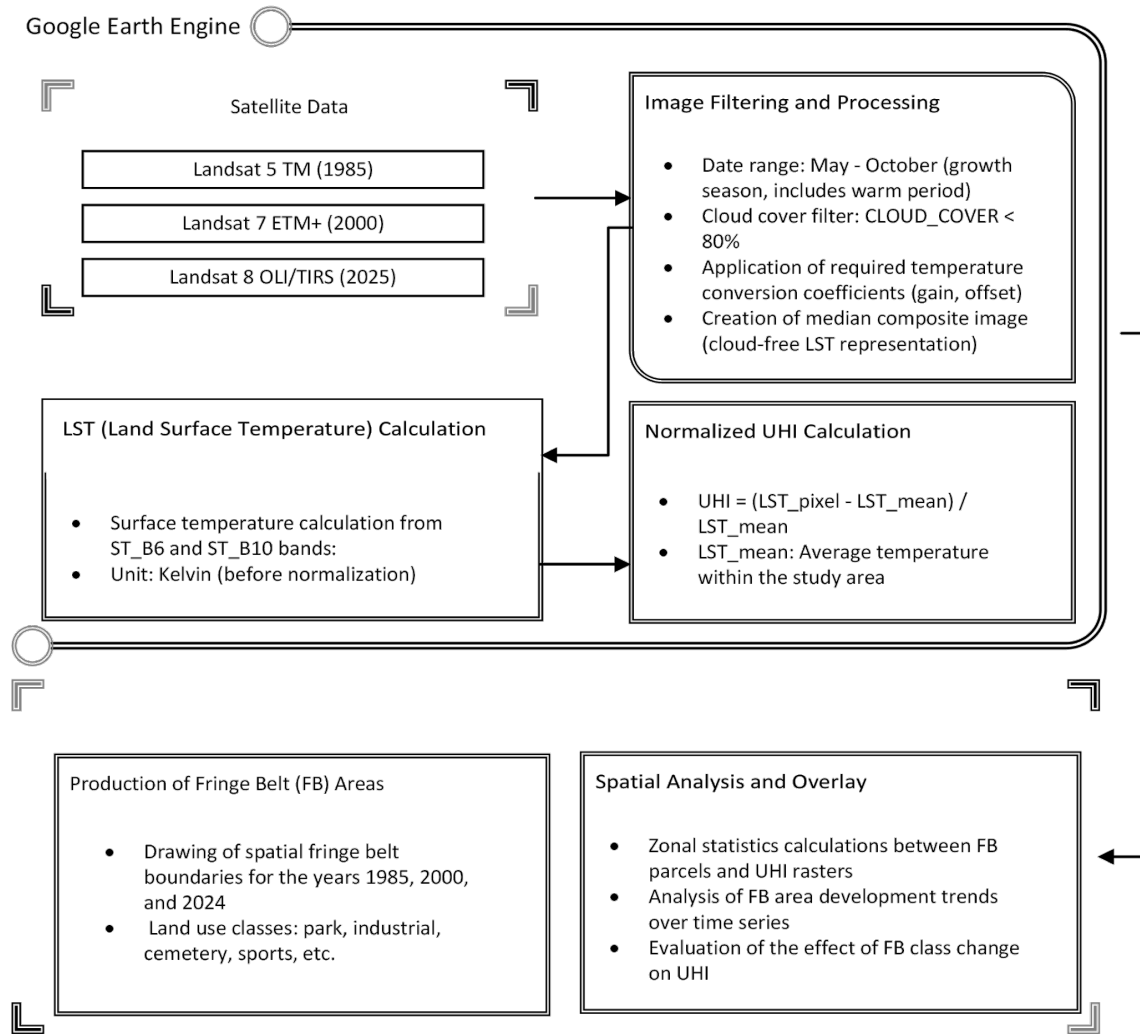 Google Earth Engine
Satellite Data
Landsat 5 TM (1985)
Landsat 7 ETM+ (2000)
Landsat 8 OLI/TIRS (2025)
Image Filtering and Processing
• Date range: May - October (growth
season, includes warm period)
• Cloud cover filter: CLOUD_COVER <
80%
• Application of required temperature
conversion coefficients (gain, offset)
• Creation of median composite image
(cloud-free LST representation)
LST (Land Surface Temperature) Calculation
• Surface temperature calculation from
ST_B6 and ST_B10 bands:
• Unit: Kelvin (before normalization)
Normalized UHI Calculation
• UHI = (LST_pixel - LST_mean) /
LST_mean
• LST_mean: Average temperature
within the study area
Production of Fringe Belt (FB) Areas
• Drawing of spatial fringe belt
boundaries for the years 1985, 2000,
and 2024
• Land use classes: park, industrial,
cemetery, sports, etc.
Spatial Analysis and Overlay
• Zonal statistics calculations between FB
parcels and UHI rasters
• Analysis of FB area development trends
over time series
• Evaluation of the effect of FB class change
on UHI